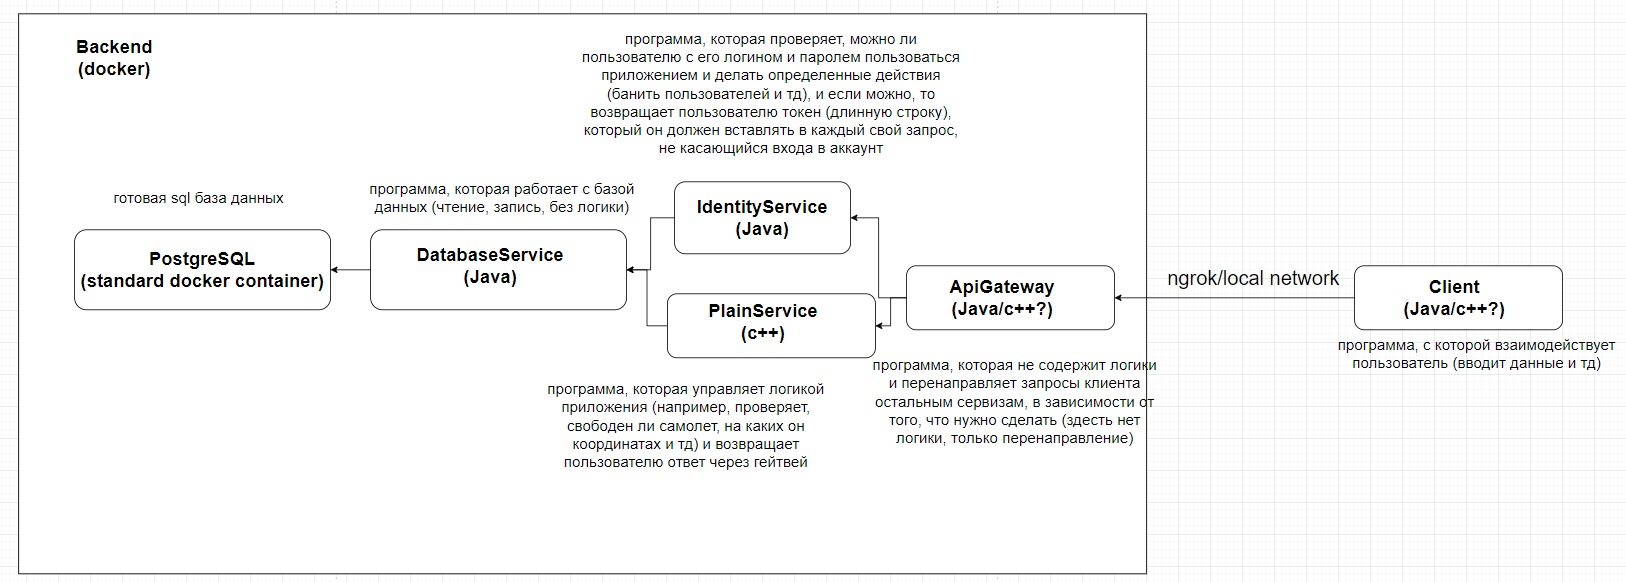 Backend
(docker)
программа, которая проверяет, можно ли
пользователю с его логином и паролем пользоваться
приложением и делать определенные действия
(банить пользователей и тд), и если можно, то
возвращает пользователю токен (длинную строку),
который он должен вставлять в каждый свой запрос,
не касающийся входа в аккаунт
готовая sql база данных
PostgreSQL
(standard docker container)
программа, которая работает с базой
данных (чтение, запись, без логики)
DatabaseService
(Java)
IdentityService
(Java)
PlainService
(c++)
программа, которая управляет логикой
приложения (например, проверяет,
свободен ли самолет, на каких он
координатах и тд) и возвращает
пользователю ответ через гейтвей
ApiGateway
(Java/c++?)
программа, которая не содержит логики
и перенаправляет запросы клиента
остальным сервизам, в зависимости от
того, что нужно сделать (здесть нет
логики, только перенаправление)
ngrok/local network
Client
(Java/c++?)
программа, с которой взаимодействует
пользователь (вводит данные и тд)